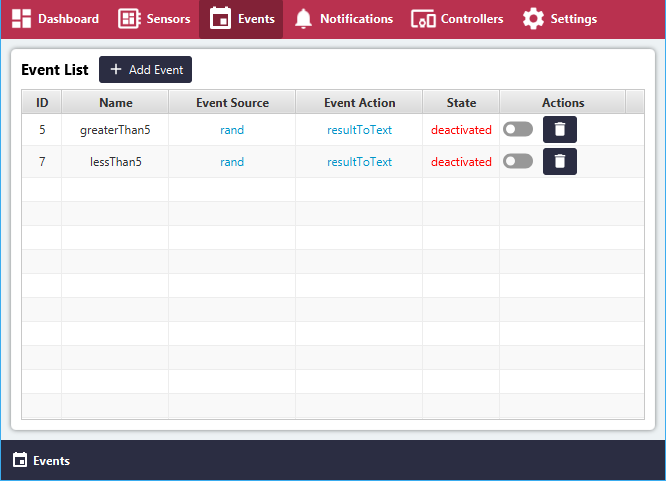 Dashboard Sensors Events Notifications Controllers Settings
Event List + Add Event
ID Name Event Source Event Action State Actions
5 greaterThan5 rand resultToText deactivated
7 lessThan5 rand resultToText deactivated
Events